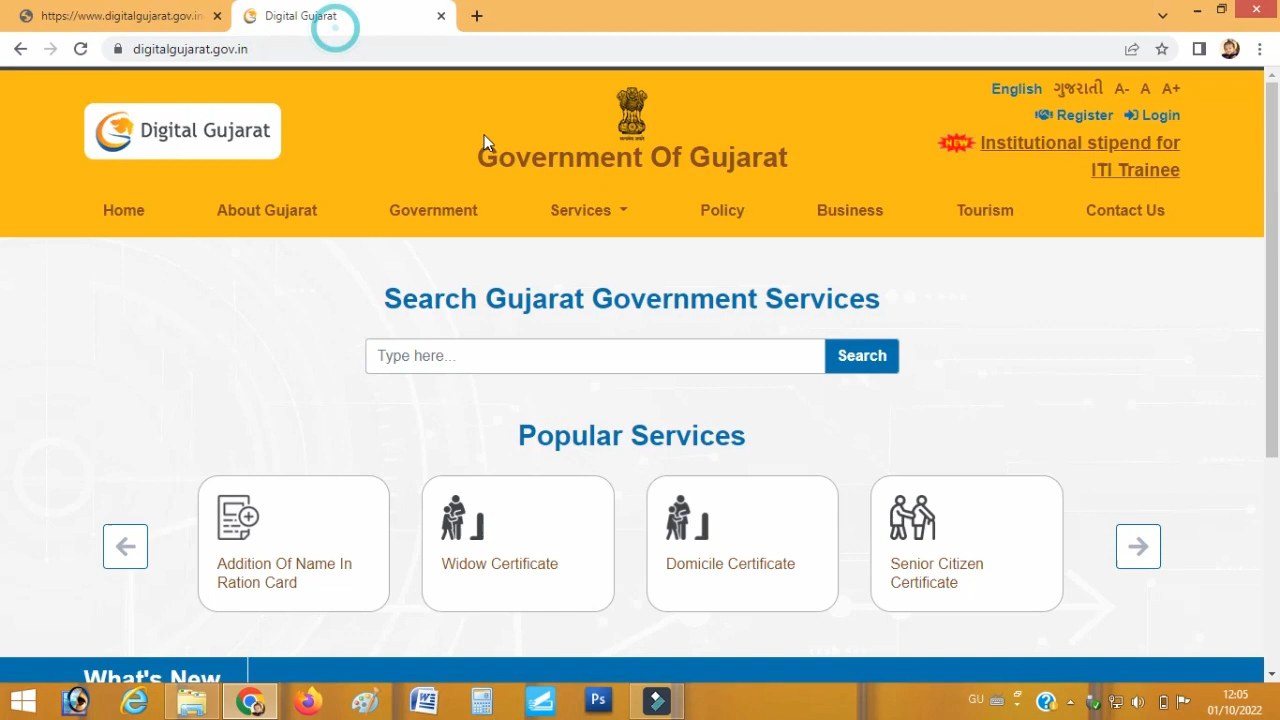 https://www.digitalgujarat.gov.in
Digital Gujarat
digitalgujarat.gov.in
English ગુજરાતી A- A A+
Register Login
Digital Gujarat
NEW Institutional stipend for
ITI Trainee
Government Of Gujarat
Home About Gujarat Government Services Policy Business Tourism Contact Us
Search Gujarat Government Services
Type here... Search
Popular Services
Addition Of Name In
Ration Card
Widow Certificate
Domicile Certificate
Senior Citizen
Certificate
What's New
Ps
GU
12:05
01/10/2022